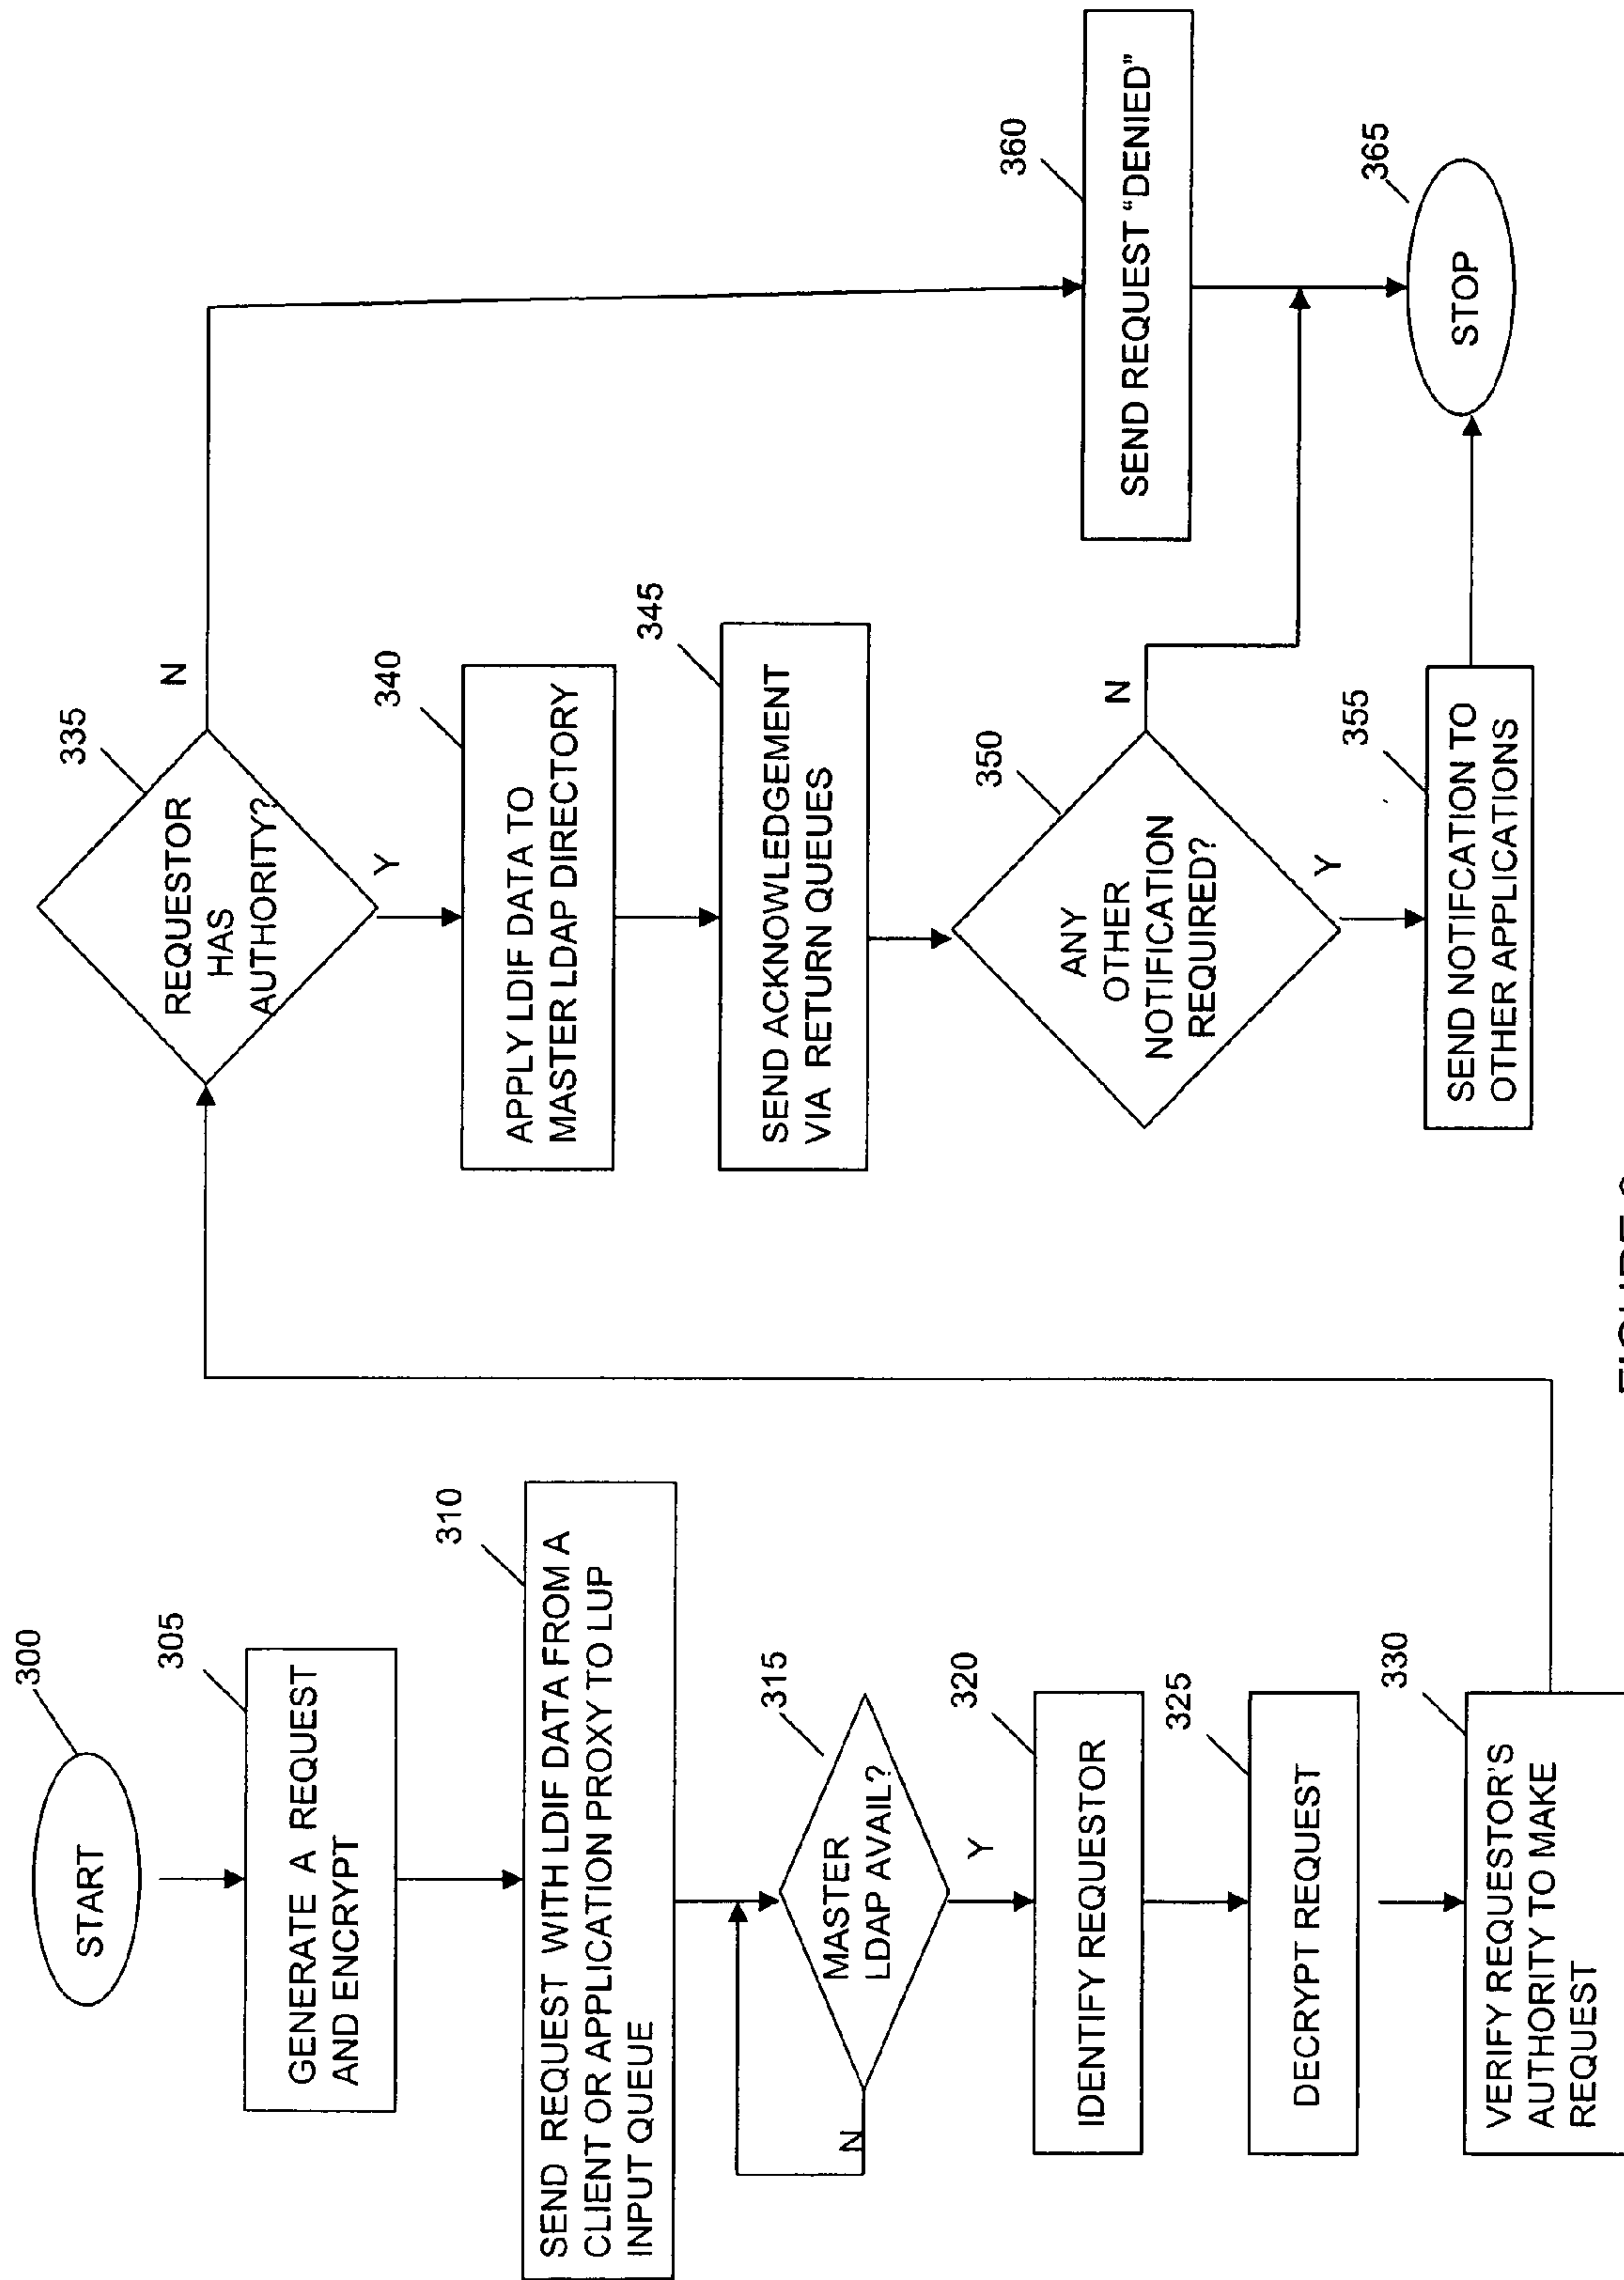 300
START
305
GENERATE A REQUEST
AND ENCRYPT
310
SEND REQUEST WITH LDIF DATA FROM A
CLIENT OR APPLICATION PROXY TO LUP
INPUT QUEUE
315
MASTER
LDAP AVAIL?
N
Y
320
IDENTIFY REQUESTOR
325
DECRYPT REQUEST
330
VERIFY REQUESTOR'S
AUTHORITY TO MAKE
REQUEST
335
REQUESTOR
HAS
AUTHORITY?
N
Y
340
APPLY LDIF DATA TO
MASTER LDAP DIRECTORY
345
SEND ACKNOWLEDGEMENT
VIA RETURN QUEUES
350
ANY
OTHER
NOTIFICATION
REQUIRED?
N
Y
355
SEND NOTIFCATION TO
OTHER APPLICATIONS
360
SEND REQUEST “DENIED”
365
STOP
FIGURE